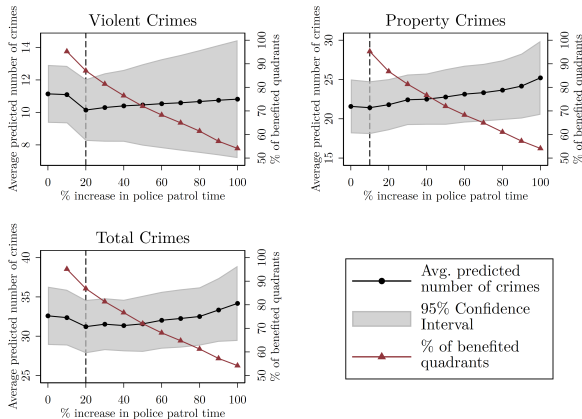 Violent Crimes
Average predicted number of crimes
8 10 12 14
% of benefited quadrants
50 60 70 80 90 100
0 20 40 60 80 100
% increase in police patrol time
Property Crimes
Average predicted number of crimes
15 20 25 30
% of benefited quadrants
50 60 70 80 90 100
0 20 40 60 80 100
% increase in police patrol time
Total Crimes
Average predicted number of crimes
25 30 35 40
% of benefited quadrants
50 60 70 80 90 100
0 20 40 60 80 100
% increase in police patrol time
Avg. predicted
number of crimes
95% Confidence
Interval
% of benefited
quadrants